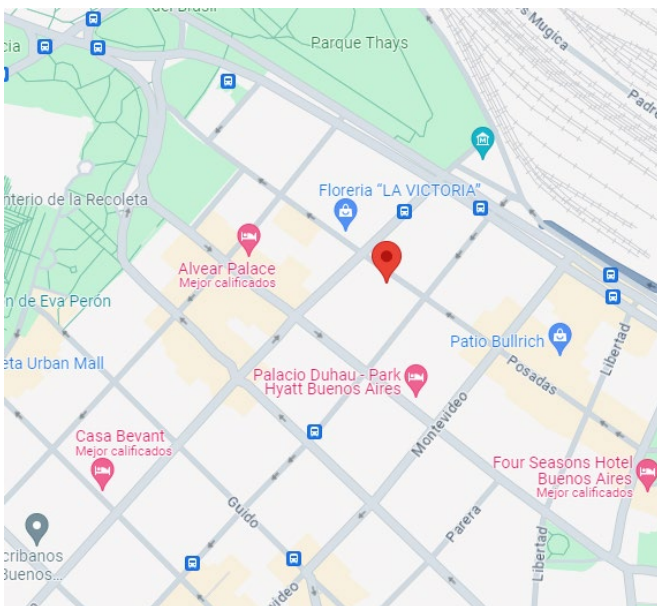 del Brasil
cia
Parque Thays
s Mugica
Padre
nterio de la Recoleta
Floreria "LA VICTORIA"
Alvear Palace
Mejor calificados
n de Eva Perón
eta Urban Mall
Patio Bullrich
Libertad
Posadas
Palacio Duhau - Park
Hyatt Buenos Aires
Montevideo
Casa Bevant
Mejor calificados
Four Seasons Hotel
Buenos Aires
Mejor calificados
Guido
Parera
Libertad
cribanos
Buenos...
video